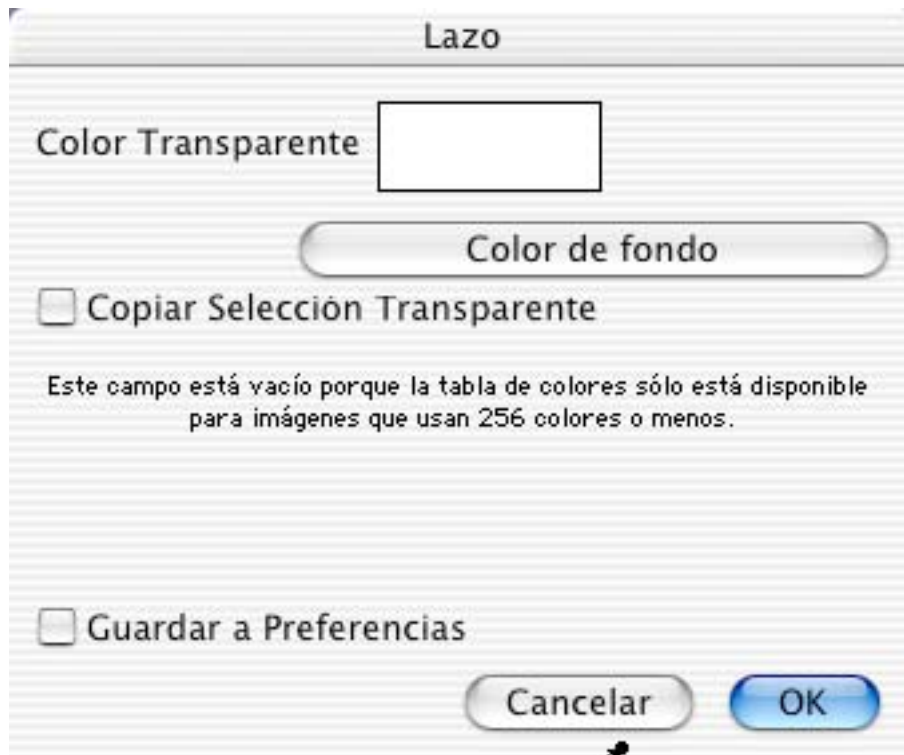 Lazo
Color Transparente
Color de fondo
Copiar Selección Transparente
Este campo está vacío porque la tabla de colores sólo está disponible
para imágenes que usan 256 colores o menos.
Guardar a Preferencias
Cancelar
OK